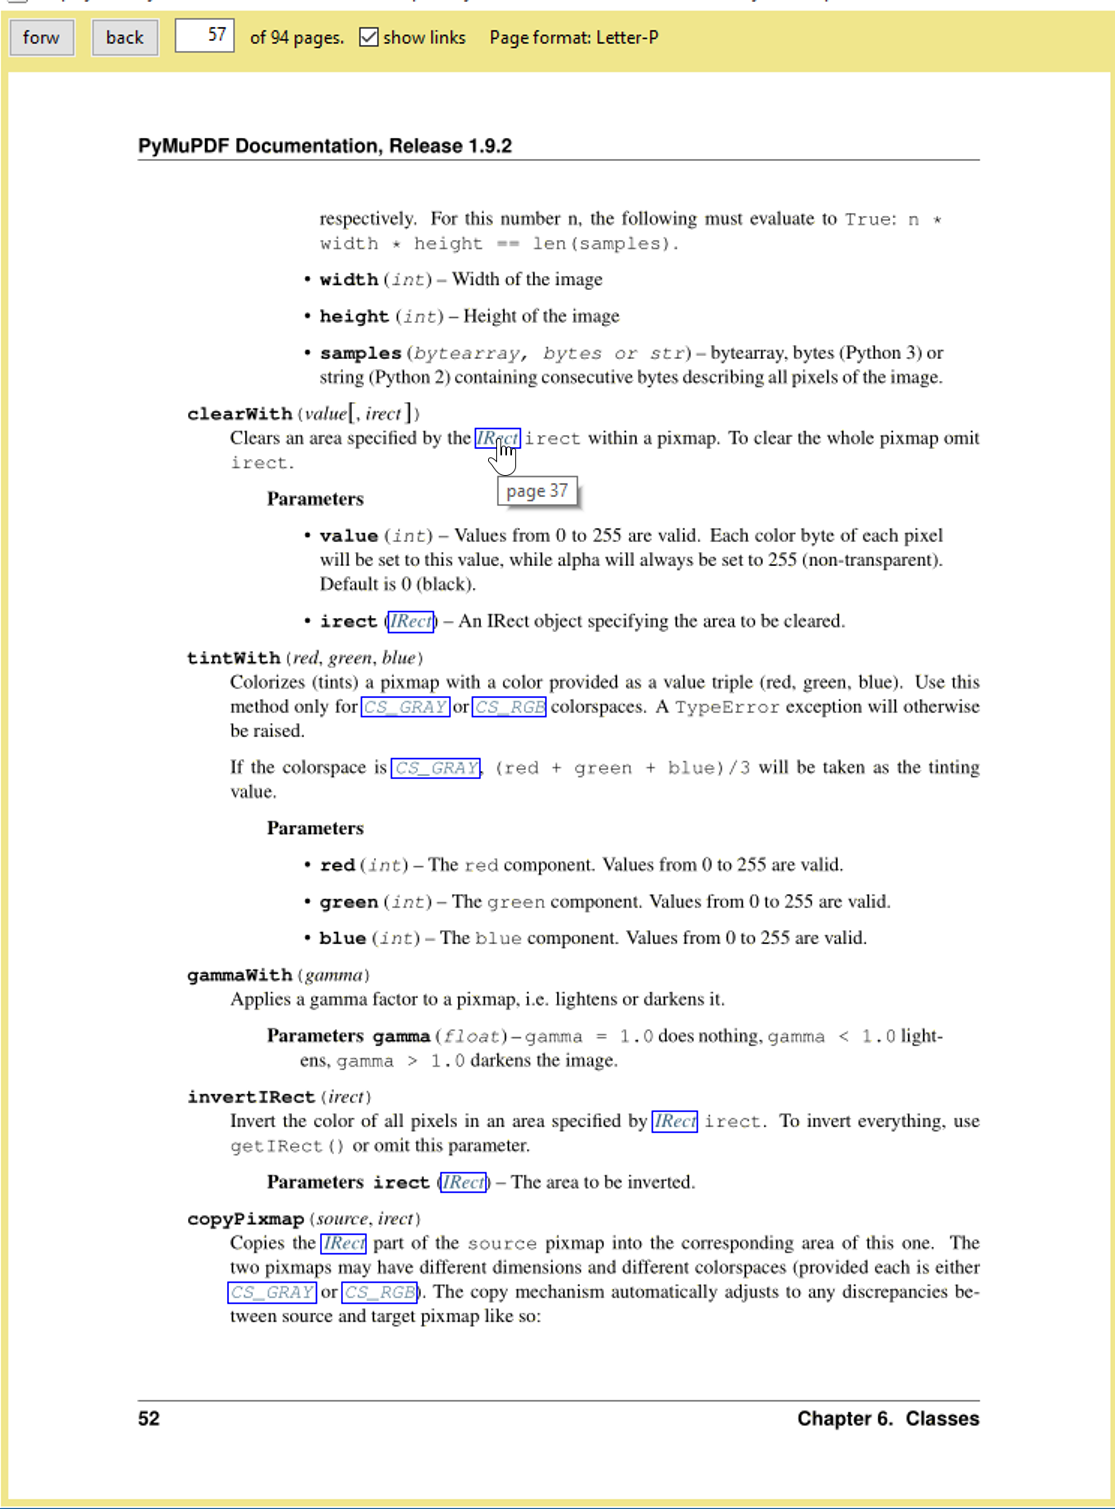 forw back 57 of 94 pages. show links Page format: Letter-P
PyMuPDF Documentation, Release 1.9.2
respectively. For this number n, the following must evaluate to True: n *
width * height == len(samples).
• width (int) – Width of the image
• height (int) – Height of the image
• samples (bytearray, bytes or str) – bytearray, bytes (Python 3) or
string (Python 2) containing consecutive bytes describing all pixels of the image.
clearWith(value[, irect])
Clears an area specified by the IRect irect within a pixmap. To clear the whole pixmap omit
irect.
page 37
Parameters
• value (int) – Values from 0 to 255 are valid. Each color byte of each pixel
will be set to this value, while alpha will always be set to 255 (non-transparent).
Default is 0 (black).
• irect (IRect) – An IRect object specifying the area to be cleared.
tintWith(red, green, blue)
Colorizes (tints) a pixmap with a color provided as a value triple (red, green, blue). Use this
method only for CS_GRAY or CS_RGB colorspaces. A TypeError exception will otherwise
be raised.
If the colorspace is CS_GRAY, (red + green + blue)/3 will be taken as the tinting
value.
Parameters
• red (int) – The red component. Values from 0 to 255 are valid.
• green (int) – The green component. Values from 0 to 255 are valid.
• blue (int) – The blue component. Values from 0 to 255 are valid.
gammaWith(gamma)
Applies a gamma factor to a pixmap, i.e. lightens or darkens it.
Parameters gamma (float) – gamma = 1.0 does nothing, gamma < 1.0 light-
ens, gamma > 1.0 darkens the image.
invertIRect(irect)
Invert the color of all pixels in an area specified by IRect irect. To invert everything, use
getIRect() or omit this parameter.
Parameters irect (IRect) – The area to be inverted.
copyPixmap(source, irect)
Copies the IRect part of the source pixmap into the corresponding area of this one. The
two pixmaps may have different dimensions and different colorspaces (provided each is either
CS_GRAY or CS_RGB). The copy mechanism automatically adjusts to any discrepancies be-
tween source and target pixmap like so:
52 Chapter 6. Classes